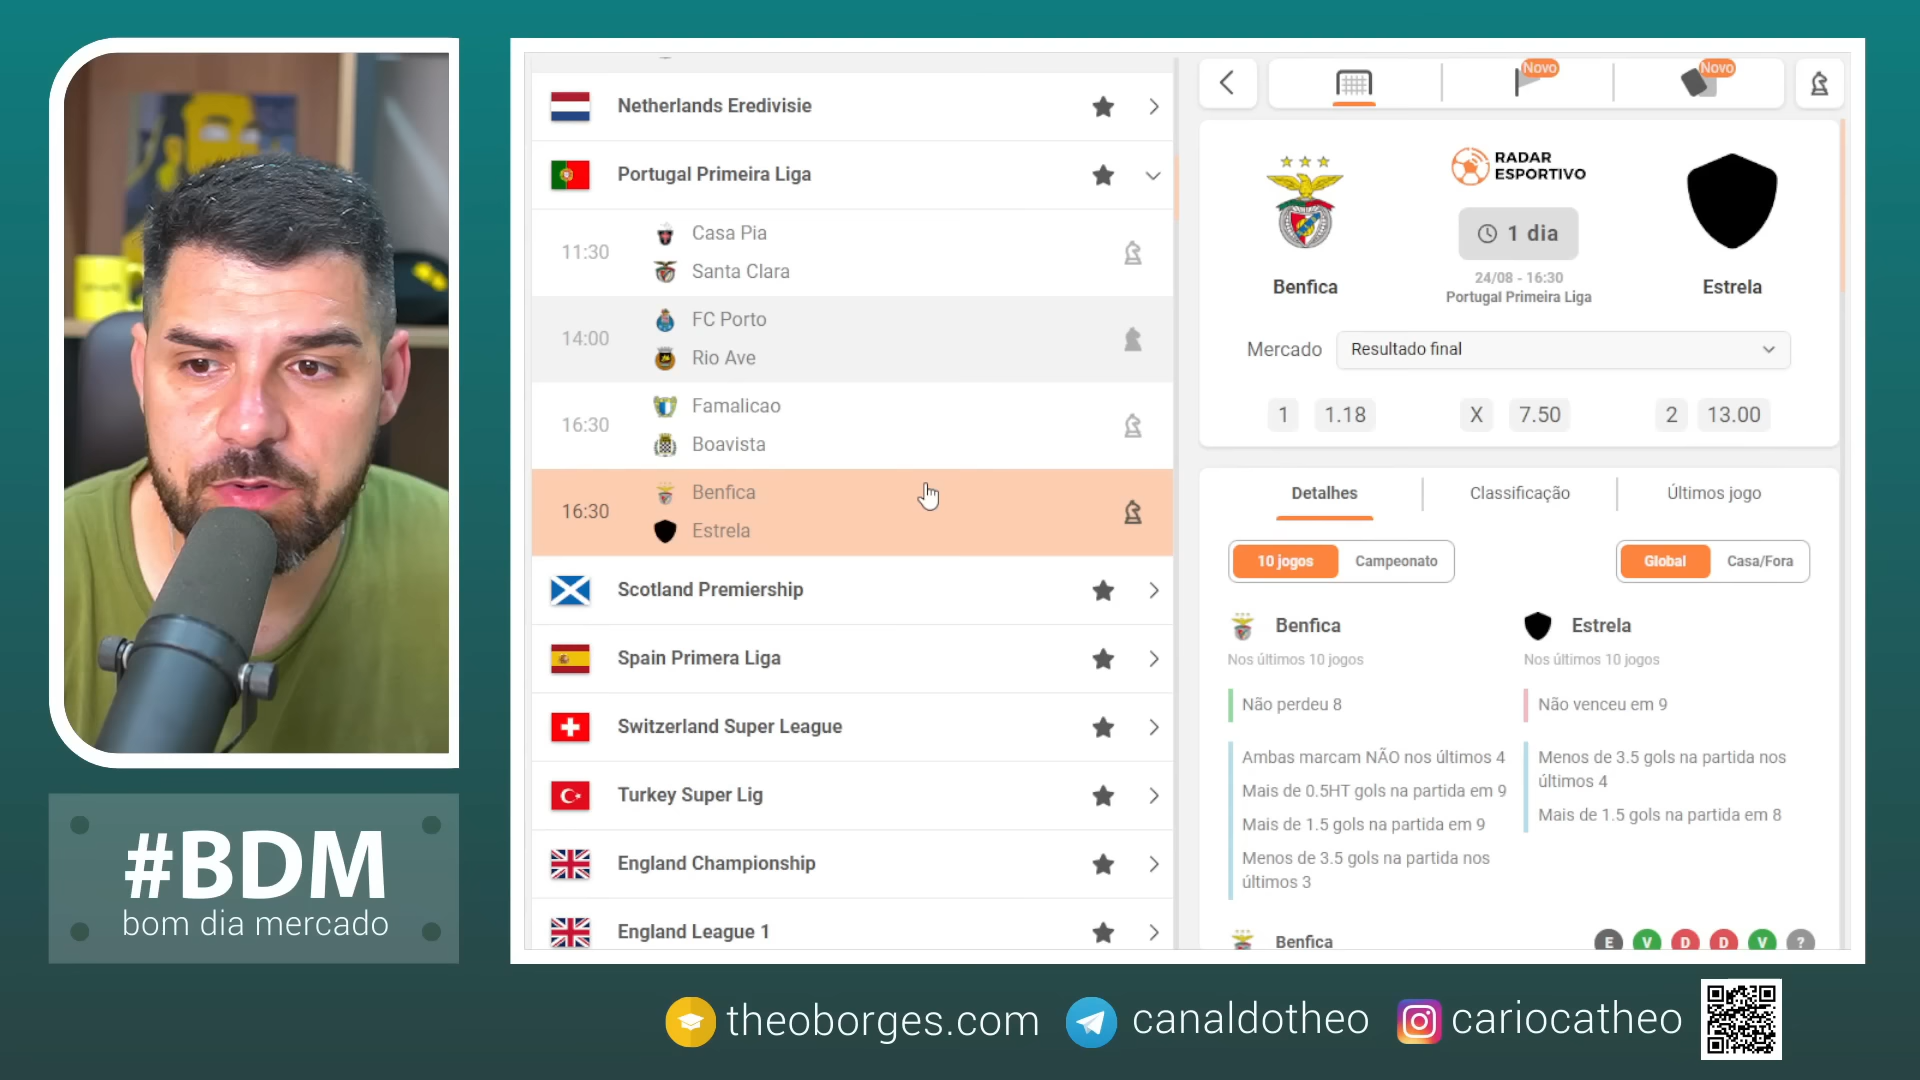 #BDM
bom dia mercado
Netherlands Eredivisie
Portugal Primeira Liga
11:30
Casa Pia
Santa Clara
14:00
FC Porto
Rio Ave
16:30
Famalicao
Boavista
16:30
Benfica
Estrela
Scotland Premiership
Spain Primera Liga
Switzerland Super League
Turkey Super Lig
England Championship
England League 1
Novo
Novo
RADAR
ESPORTIVO
1 dia
24/08 - 16:30
Portugal Primeira Liga
Benfica
Estrela
Mercado
Resultado final
1 1.18 X 7.50 2 13.00
Detalhes
Classificação
Últimos jogo
10 jogos
Campeonato
Global
Casa/Fora
Benfica
Nos últimos 10 jogos
Não perdeu 8
Ambas marcam NÃO nos últimos 4
Mais de 0.5HT gols na partida em 9
Mais de 1.5 gols na partida em 9
Menos de 3.5 gols na partida nos
últimos 3
Estrela
Nos últimos 10 jogos
Não venceu em 9
Menos de 3.5 gols na partida nos
últimos 4
Mais de 1.5 gols na partida em 8
Benfica
E V D D V ?
theoborges.com
canaldotheo
cariocatheo